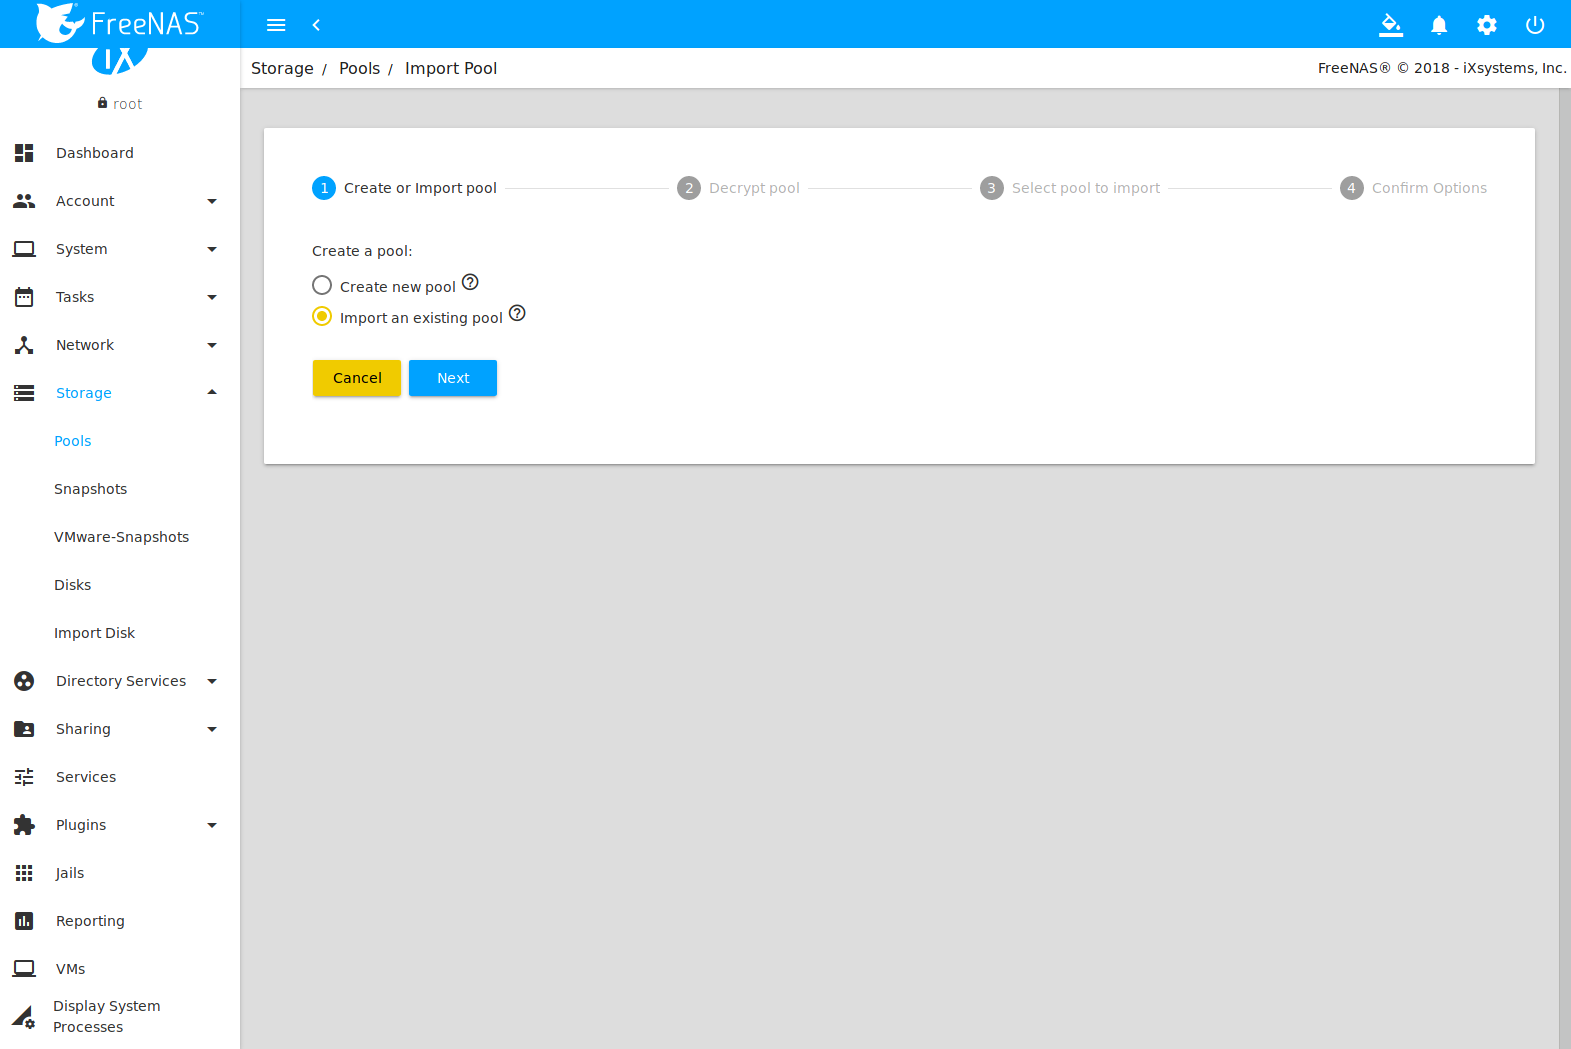 FreeNAS™
Storage / Pools / Import Pool
FreeNAS® © 2018 - iXsystems, Inc.
iX
root
Dashboard
Account
System
Tasks
Network
Storage
Pools
Snapshots
VMware-Snapshots
Disks
Import Disk
Directory Services
Sharing
Services
Plugins
Jails
Reporting
VMs
Display System
Processes
1 Create or Import pool
2 Decrypt pool
3 Select pool to import
4 Confirm Options
Create a pool:
Create new pool ?
Import an existing pool ?
Cancel Next